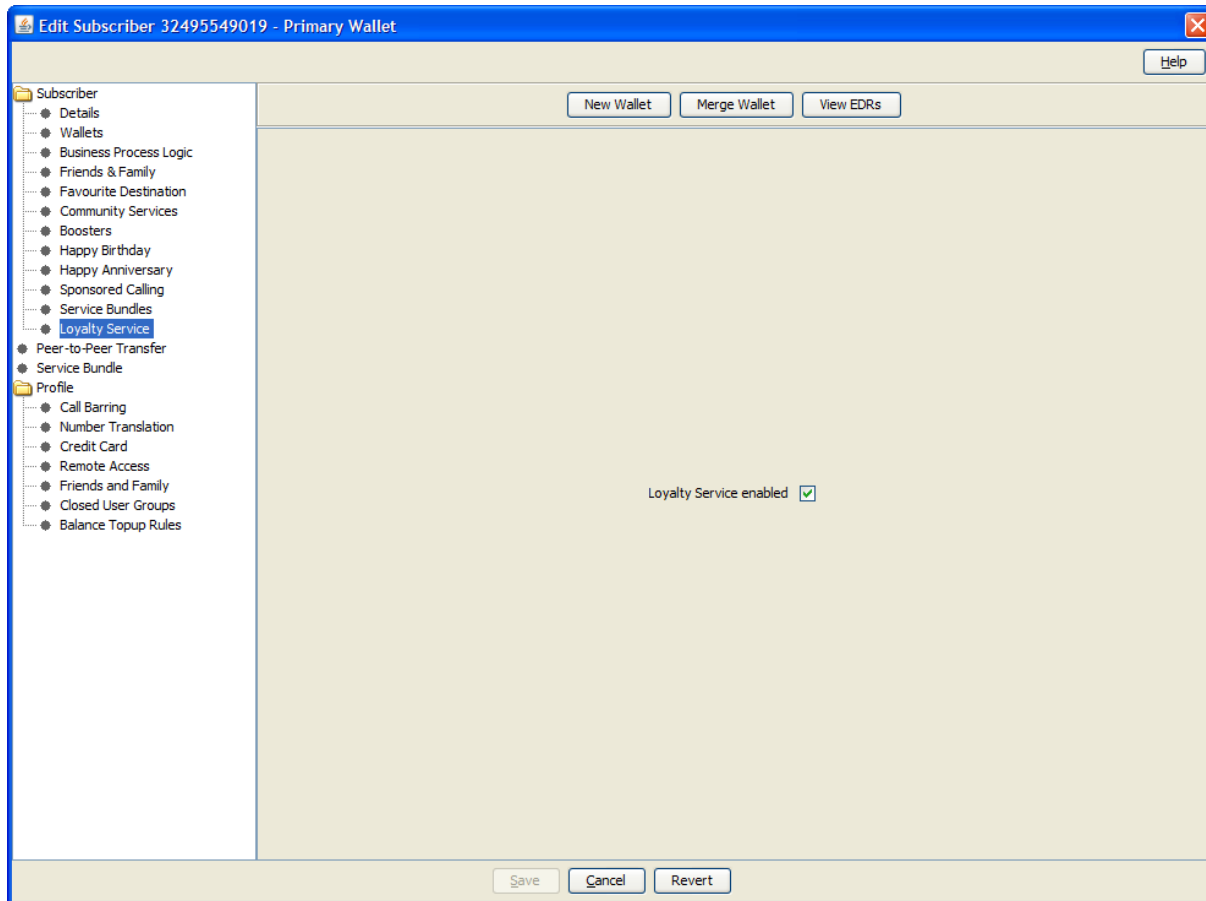 Edit Subscriber 32495549019 - Primary Wallet
Help
Subscriber
Details
Wallets
Business Process Logic
Friends & Family
Favourite Destination
Community Services
Boosters
Happy Birthday
Happy Anniversary
Sponsored Calling
Service Bundles
Loyalty Service
Peer-to-Peer Transfer
Service Bundle
Profile
Call Barring
Number Translation
Credit Card
Remote Access
Friends and Family
Closed User Groups
Balance Topup Rules
New Wallet Merge Wallet View EDRs
Loyalty Service enabled
Save Cancel Revert